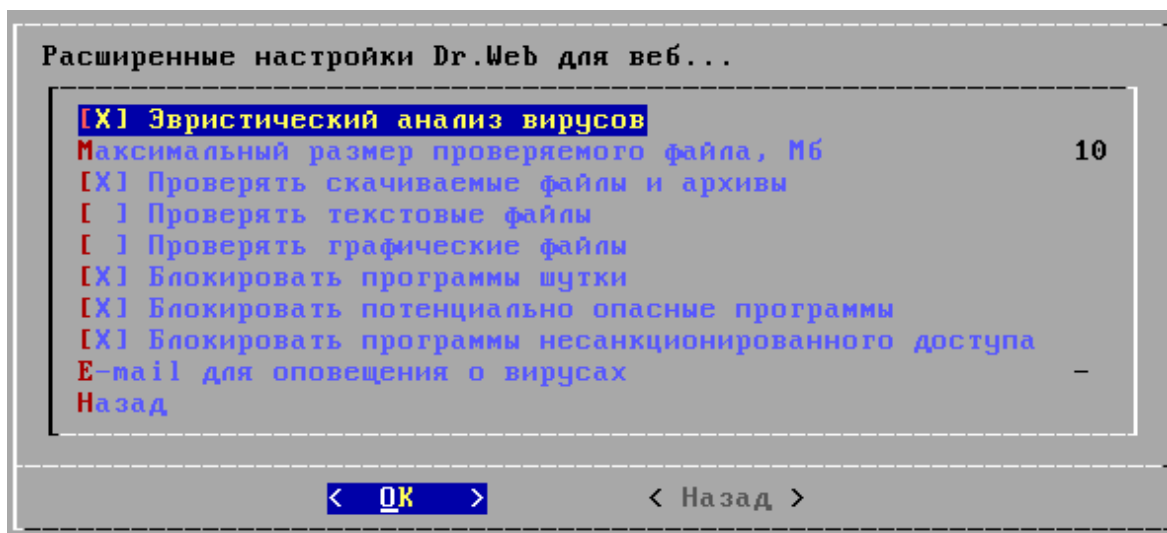 Расширенные настройки Dr.Web для веб...
[X] Эвристический анализ вирусов
Максимальный размер проверяемого файла, Мб 10
[X] Проверять скачиваемые файлы и архивы
[ ] Проверять текстовые файлы
[ ] Проверять графические файлы
[X] Блокировать программы шутки
[X] Блокировать потенциально опасные программы
[X] Блокировать программы несанкционированного доступа
E-mail для оповещения о вирусах -
Назад
< OK > < Назад >